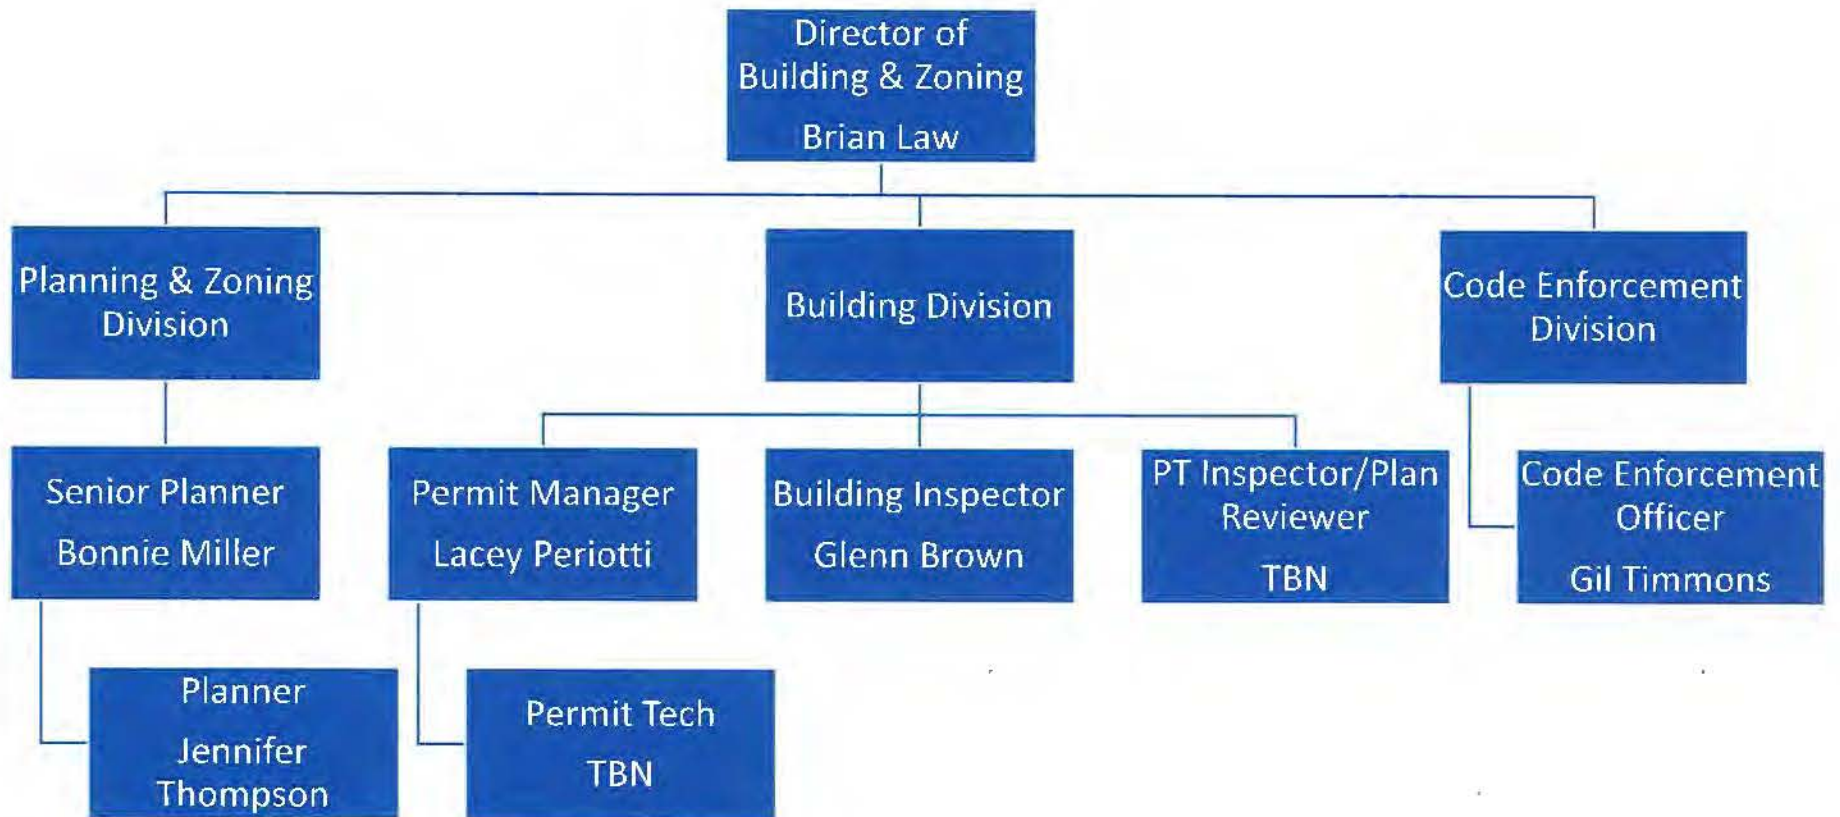 Director of
Building & Zoning
Brian Law
Planning & Zoning
Division
Building Division
Code Enforcement
Division
Senior Planner
Bonnie Miller
Permit Manager
Lacey Periotti
Building Inspector
Glenn Brown
PT Inspector/Plan
Reviewer
TBN
Code Enforcement
Officer
Gil Timmons
Planner
Jennifer
Thompson
Permit Tech
TBN